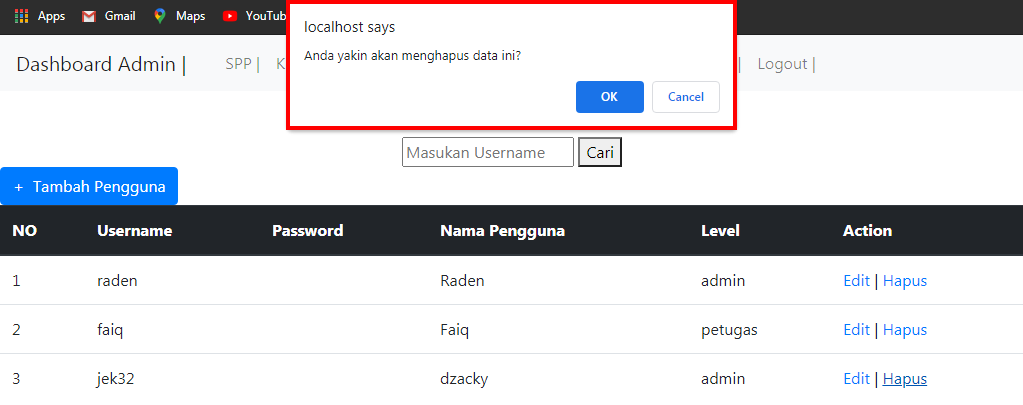 Apps Gmail Maps YouTub
localhost says
Anda yakin akan menghapus data ini?
OK Cancel
Dashboard Admin | SPP | K | Logout |
Masukan Username Cari
+ Tambah Pengguna
NO Username Password Nama Pengguna Level Action
1 raden Raden admin Edit | Hapus
2 faiq Faiq petugas Edit | Hapus
3 jek32 dzacky admin Edit | Hapus